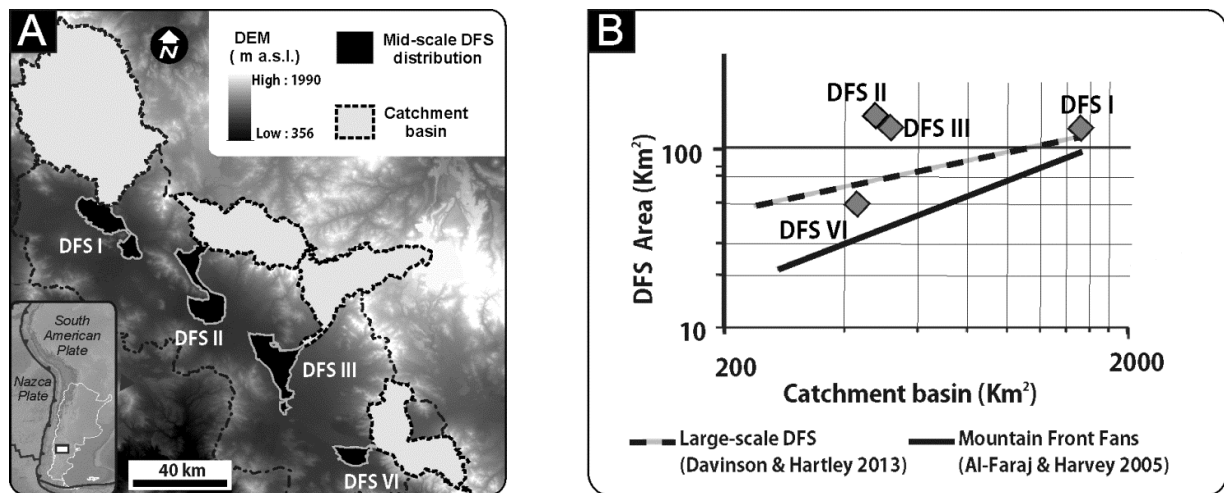 A
N
DEM
( m a.s.l.)
High : 1990
Low : 356
Mid-scale DFS
distribution
Catchment
basin
DFS I
DFS II
DFS III
DFS VI
South
American
Plate
Nazca
Plate
40 km
B
DFS Area (Km²)
100
10
DFS II
DFS III
DFS I
DFS VI
200
2000
Catchment basin (Km²)
Large-scale DFS
(Davinson & Hartley 2013)
Mountain Front Fans
(Al-Faraj & Harvey 2005)